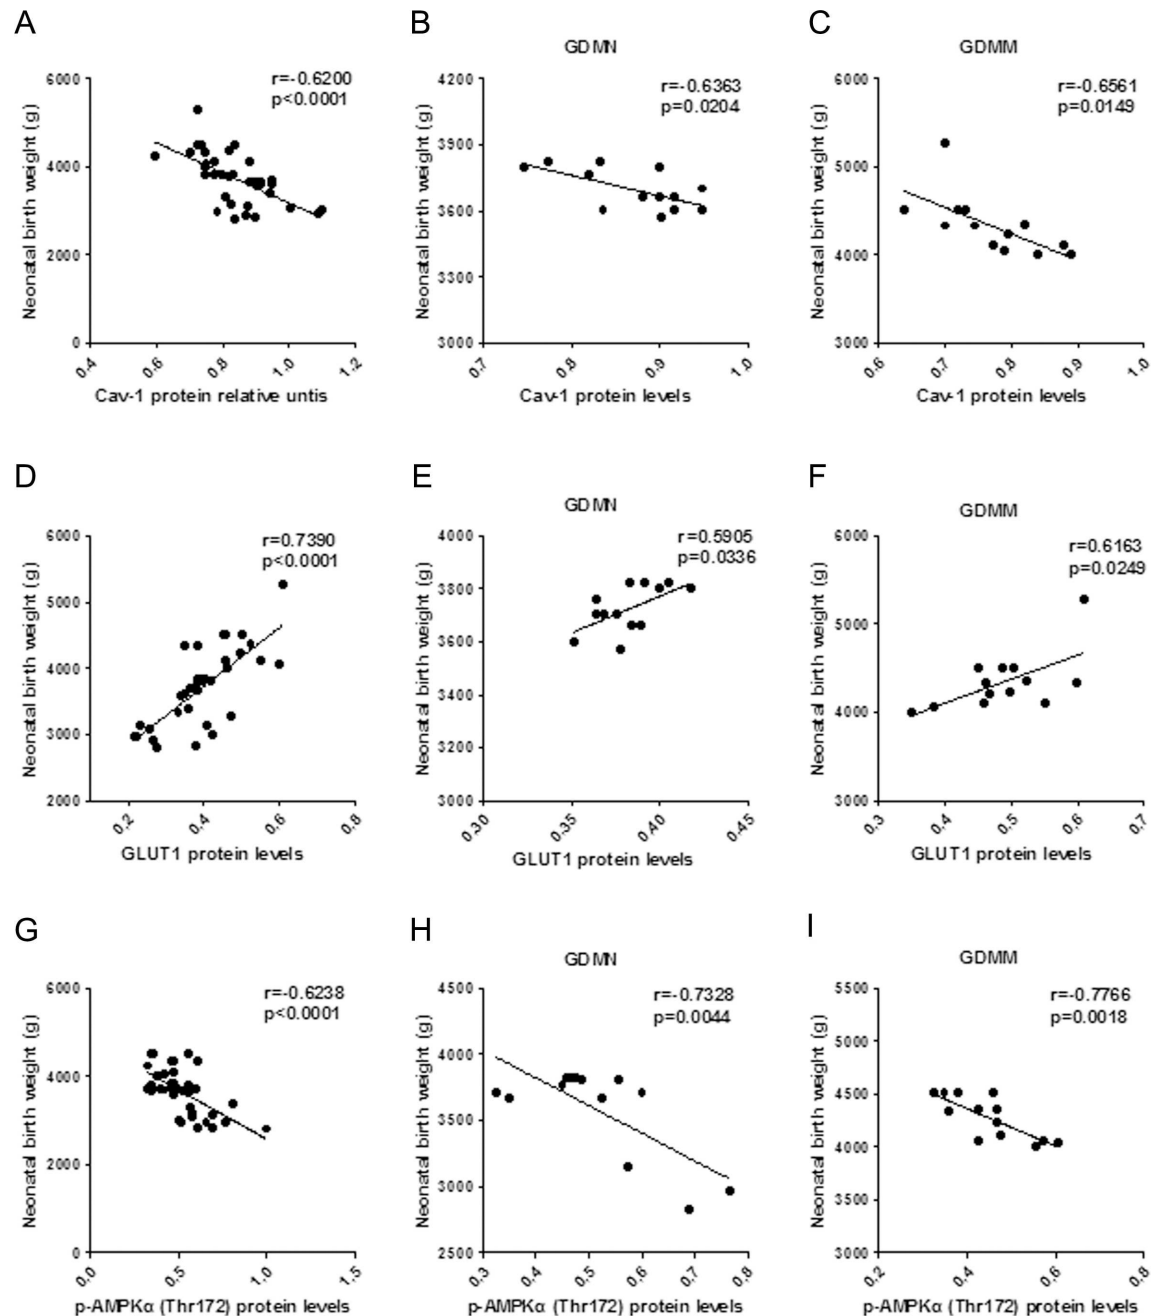 A
B
C
GDMN
GDMM
r=-0.6200
p<0.0001
r=-0.6363
p=0.0204
r=-0.6561
p=0.0149
Neonatal birth weight (g)
6000
4000
2000
0
0.4
0.6
0.8
1.0
1.2
Cav-1 protein relative untis
Neonatal birth weight (g)
4200
3900
3600
3300
3000
0.7
0.8
0.9
1.0
Cav-1 protein levels
Neonatal birth weight (g)
6000
5000
4000
3000
0.6
0.7
0.8
0.9
1.0
Cav-1 protein levels
D
E
F
GDMN
GDMM
r=0.7390
p<0.0001
r=0.5905
p=0.0336
r=0.6163
p=0.0249
Neonatal birth weight (g)
6000
5000
4000
3000
2000
0.2
0.4
0.6
0.8
GLUT1 protein levels
Neonatal birth weight (g)
4000
3800
3600
3400
3200
3000
0.30
0.35
0.40
0.45
GLUT1 protein levels
Neonatal birth weight (g)
6000
5000
4000
3000
0.3
0.4
0.5
0.6
0.7
GLUT1 protein levels
G
H
I
GDMN
GDMM
r=-0.6238
p<0.0001
r=-0.7328
p=0.0044
r=-0.7766
p=0.0018
Neonatal birth weight (g)
6000
4000
2000
0
0.0
0.5
1.0
1.5
p-AMPKα (Thr172) protein levels
Neonatal birth weight (g)
4500
4000
3500
3000
2500
0.3
0.4
0.5
0.6
0.7
0.8
p-AMPKα (Thr172) protein levels
Neonatal birth weight (g)
5500
5000
4500
4000
3500
3000
0.2
0.4
0.6
0.8
p-AMPKα (Thr172) protein levels